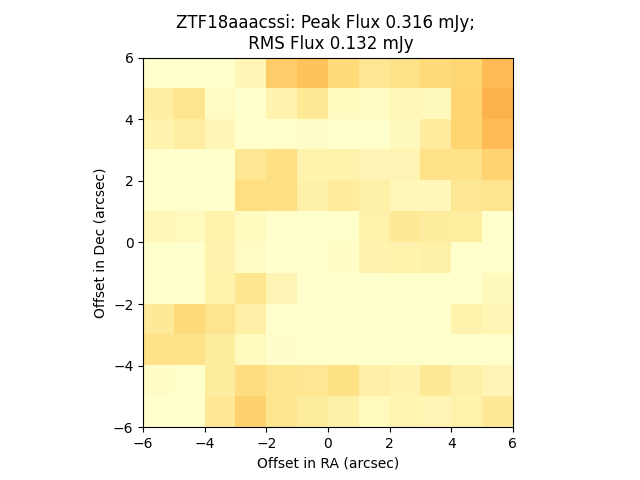 ZTF18aaacssi: Peak Flux 0.316 mJy;
RMS Flux 0.132 mJy
6
4
2
0
−2
−4
−6
Offset in Dec (arcsec)
−6 −4 −2 0 2 4 6
Offset in RA (arcsec)